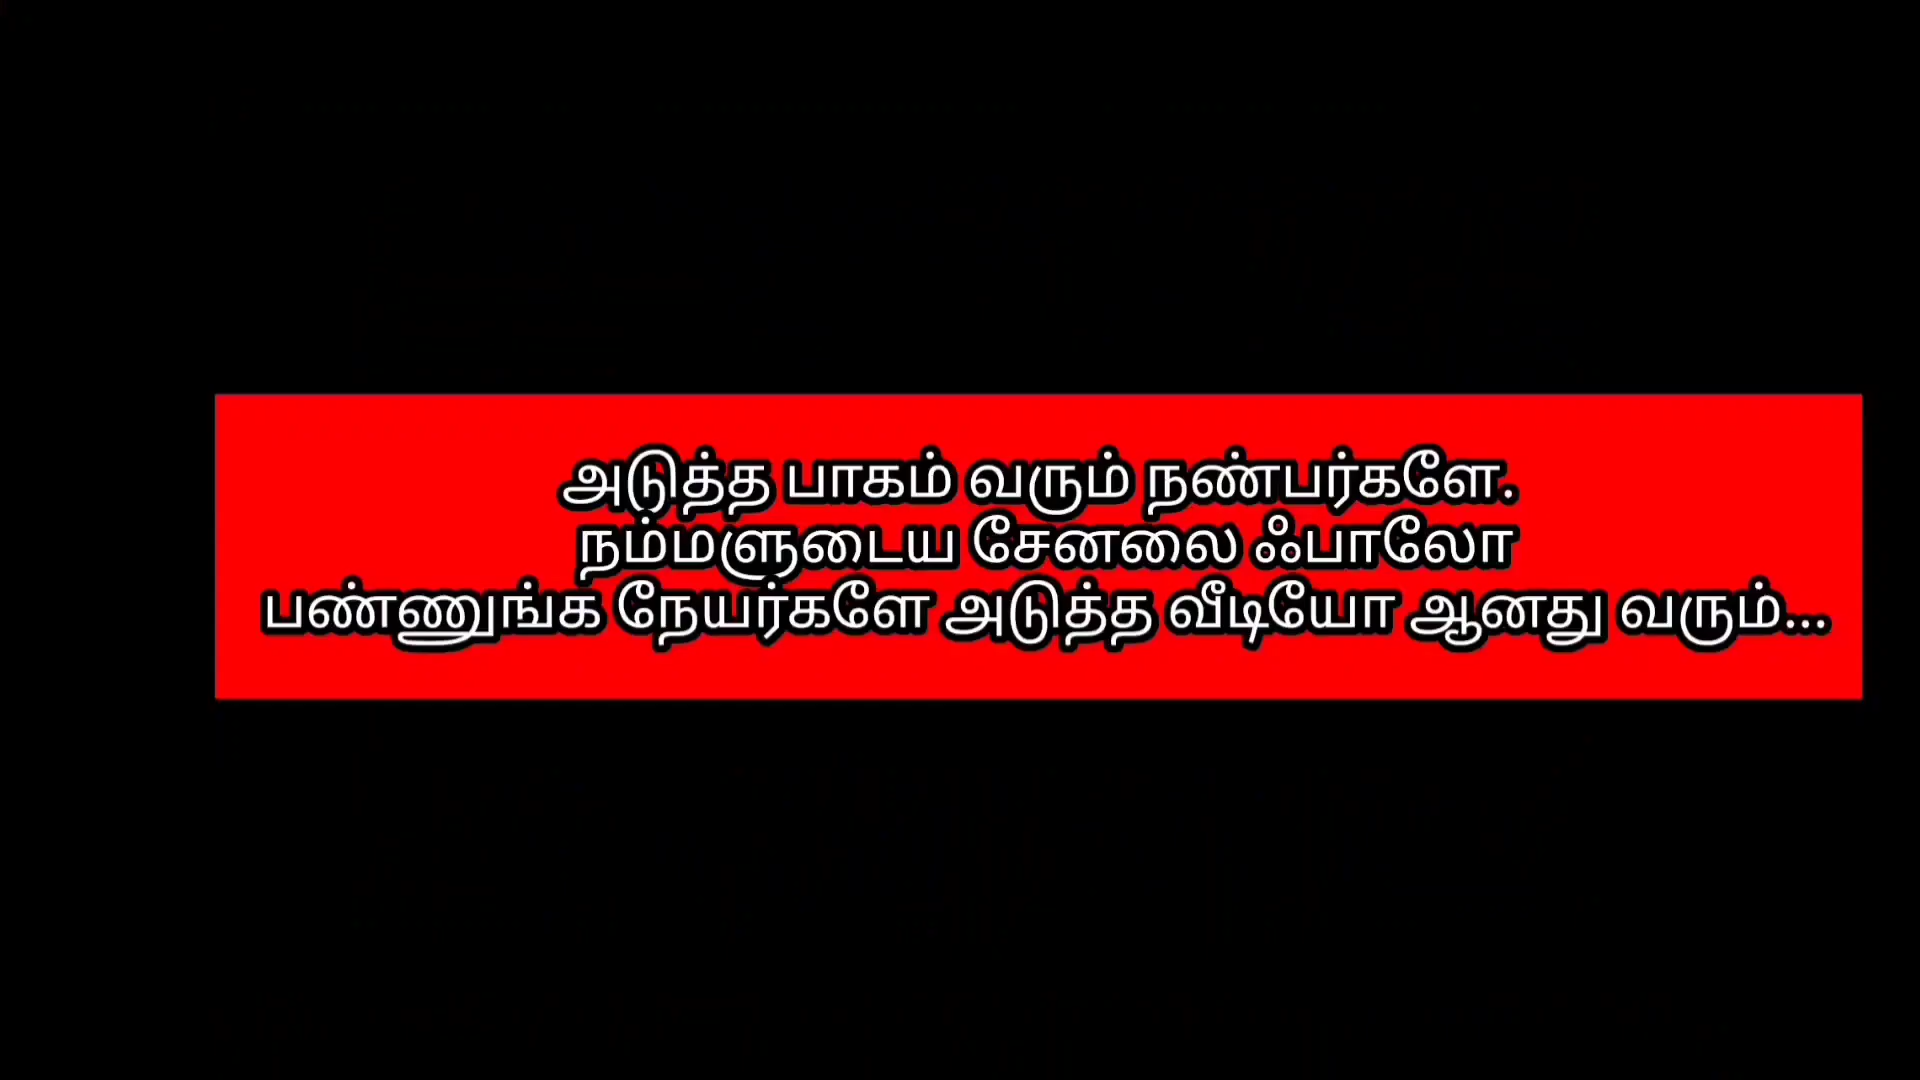 அடுத்த பாகம் வரும் நண்பர்களே.
நம்மளுடைய சேனலை ஃபாலோ
பண்ணுங்க நேயர்களே அடுத்த வீடியோ ஆனது வரும்...